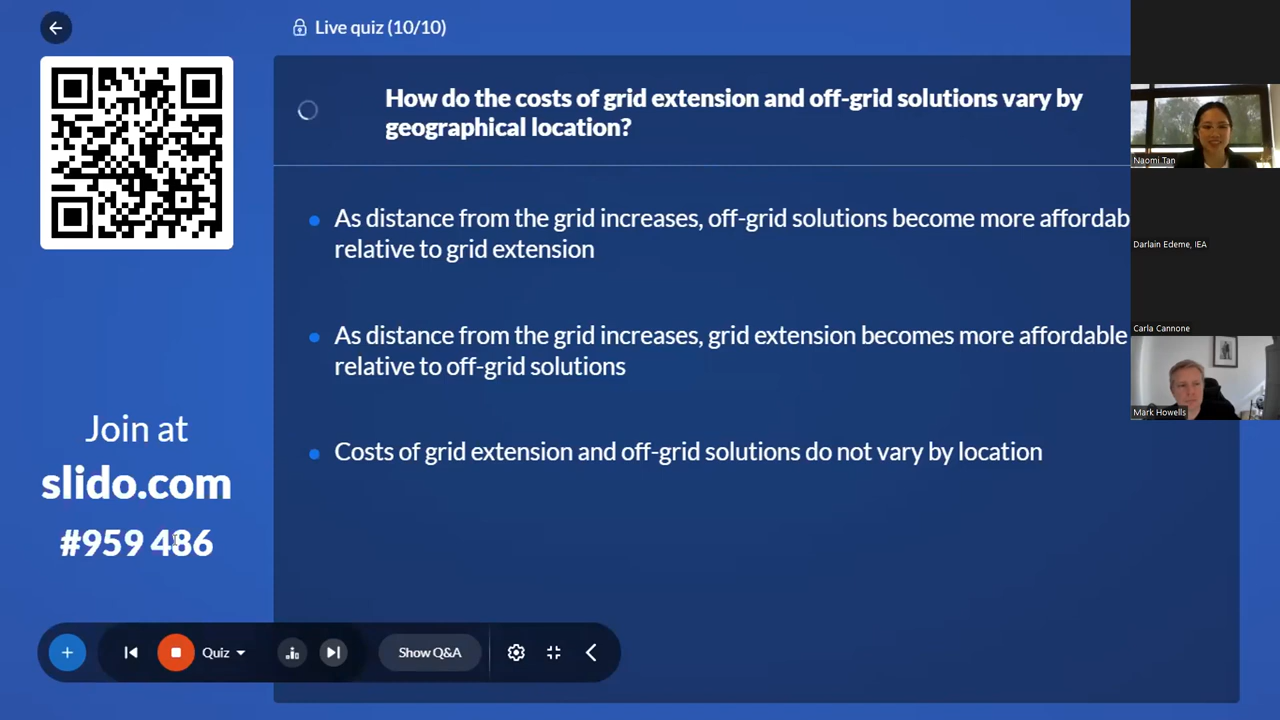 Live quiz (10/10)
How do the costs of grid extension and off-grid solutions vary by
geographical location?
As distance from the grid increases, off-grid solutions become more affordab
relative to grid extension
As distance from the grid increases, grid extension becomes more affordable
relative to off-grid solutions
Costs of grid extension and off-grid solutions do not vary by location
Join at
slido.com
#959 486
Quiz
Show Q&A
Naomi Tan
Darlain Edeme, IEA
Carla Cannone
Mark Howells